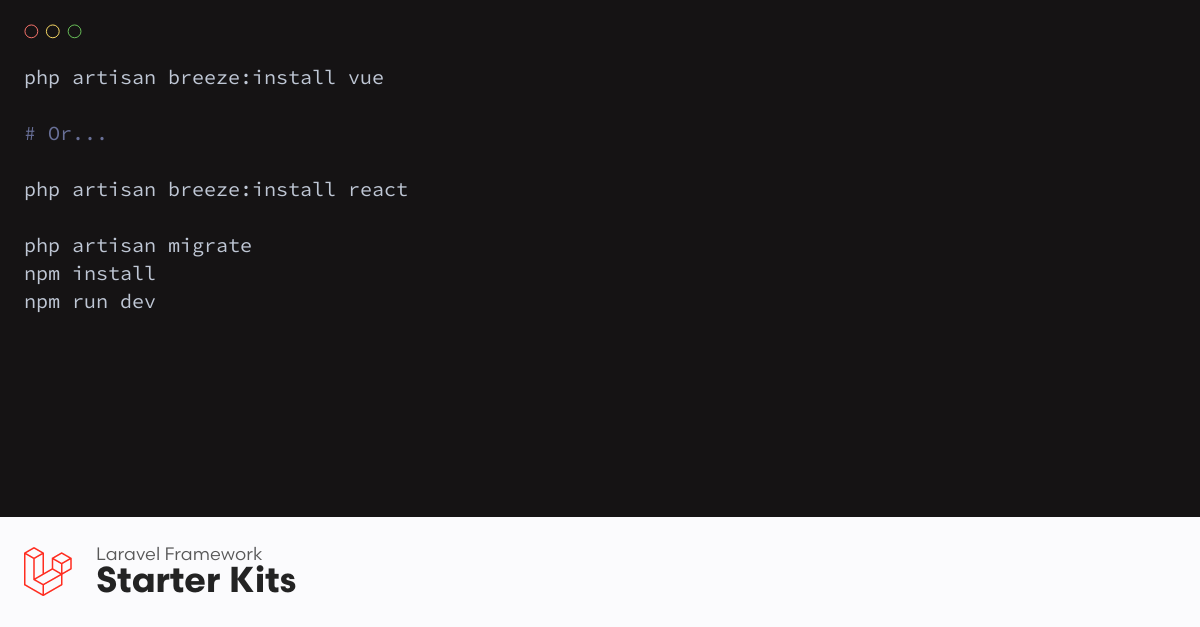 php artisan breeze:install vue
# Or...
php artisan breeze:install react
php artisan migrate
npm install
npm run dev
Laravel Framework
Starter Kits